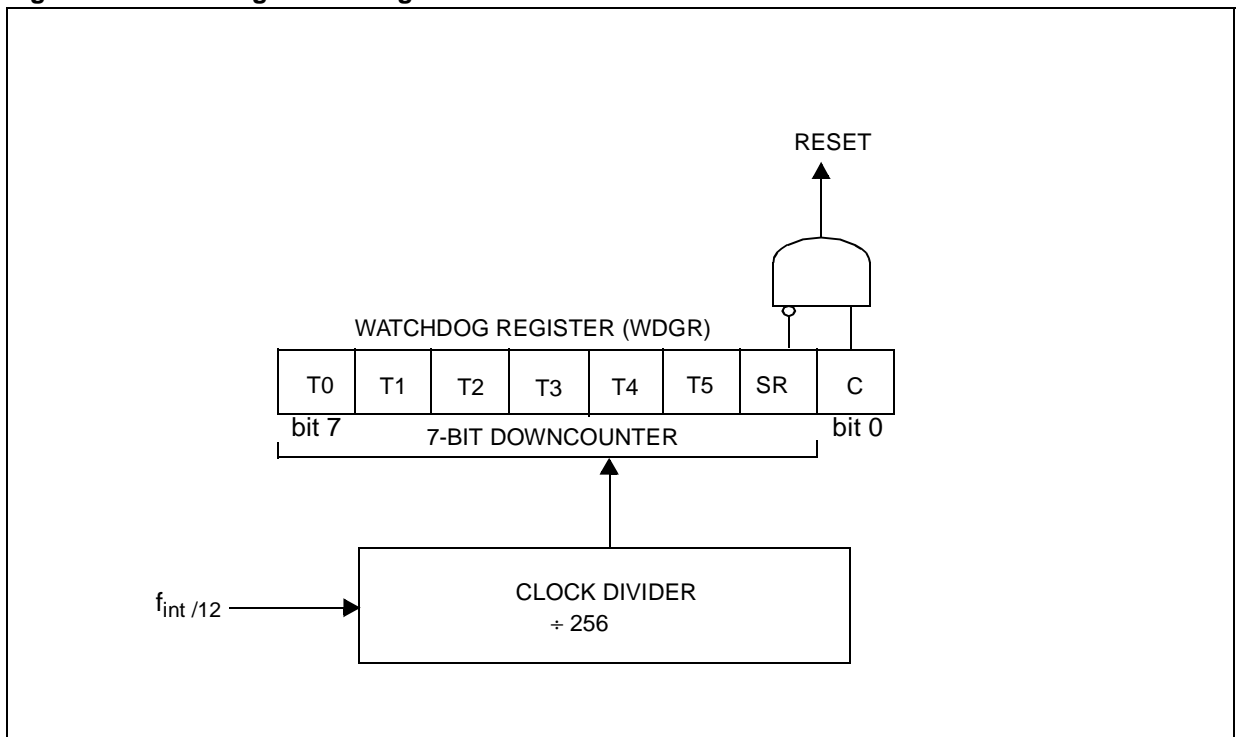 RESET
WATCHDOG REGISTER (WDGR)
T0 T1 T2 T3 T4 T5 SR C
bit 7 7-BIT DOWNCOUNTER bit 0
CLOCK DIVIDER
fint /12
÷ 256